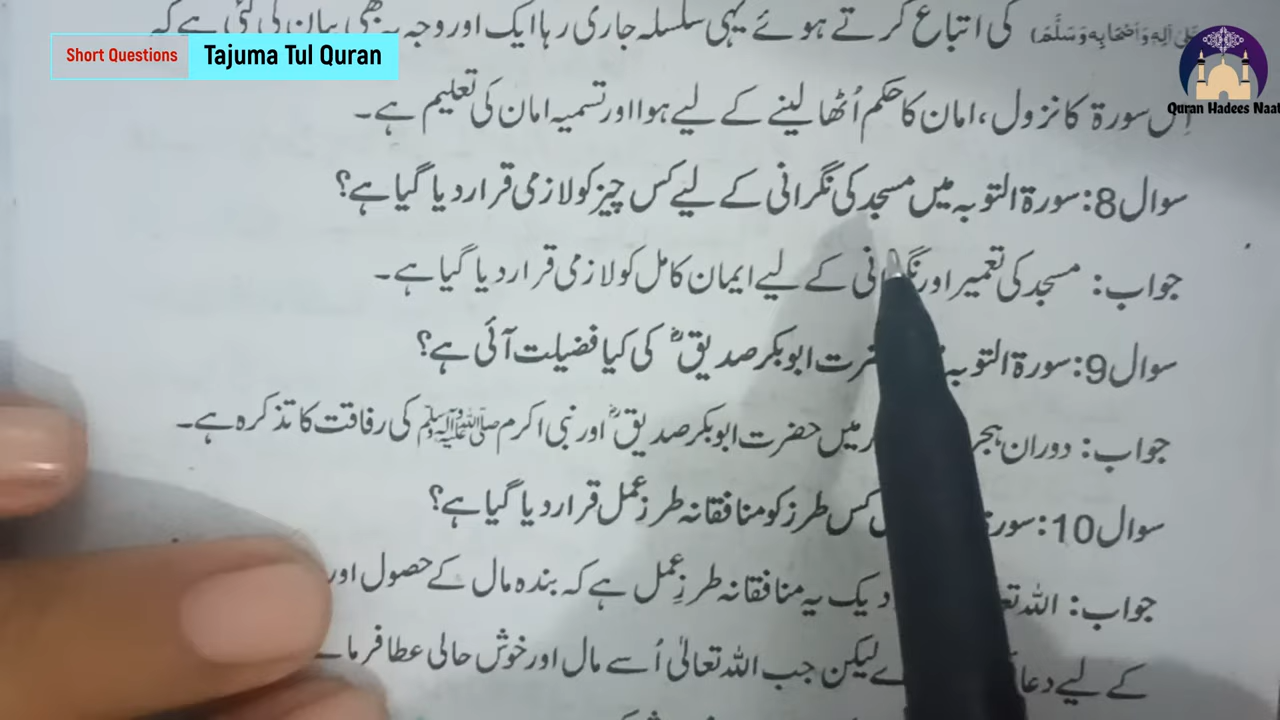 Short Questions
Tajuma Tul Quran
Quran Hadees Naat
کی اتباع کرتے ہوئے یہی سلسلہ جاری رہا ایک اور وجہ یہ بھی بیان کی گئی ہے کہ
اس سورۃ کا نزول، امان کا حکم اُٹھا لینے کے لیے ہوا اور تسمیہ امان کی تعلیم ہے۔
سوال 8: سورۃ التوبہ میں مسجد کی نگرانی کے لیے کس چیز کو لازمی قرار دیا گیا ہے؟
جواب: مسجد کی تعمیر اور نگرانی کے لیے ایمان کامل کو لازمی قرار دیا گیا ہے۔
سوال 9: سورۃ التوبہ حضرت ابوبکر صدیقؓ کی کیا فضیلت آئی ہے؟
جواب: دوران ہجر میں حضرت ابوبکر صدیقؓ اور نبی اکرم ﷺ کی رفاقت کا تذکرہ ہے۔
سوال 10: کس طرز کو منافقانہ طرز عمل قرار دیا گیا ہے؟
جواب: اللہ یہ منافقانہ طرزِ عمل ہے کہ بندہ مال کے حصول اور
کے لیے دعا لیکن جب اللہ تعالیٰ اُسے مال اور خوش حالی عطا